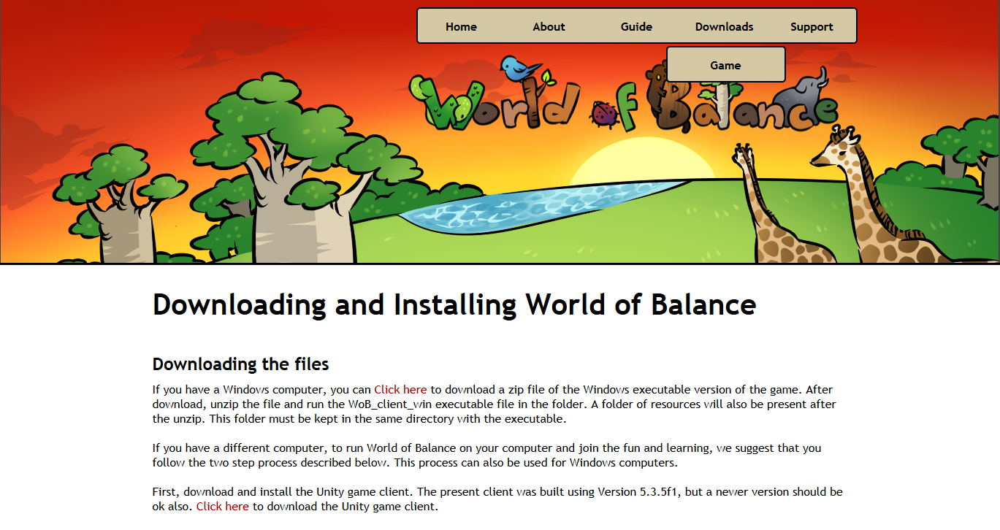 Home About Guide Downloads Support
Game
World of Balance
Downloading and Installing World of Balance
Downloading the files
If you have a Windows computer, you can Click here to download a zip file of the Windows executable version of the game. After
download, unzip the file and run the WoB_client_win executable file in the folder. A folder of resources will also be present after
the unzip. This folder must be kept in the same directory with the executable.
If you have a different computer, to run World of Balance on your computer and join the fun and learning, we suggest that you
follow the two step process described below. This process can also be used for Windows computers.
First, download and install the Unity game client. The present client was built using Version 5.3.5f1, but a newer version should be
ok also. Click here to download the Unity game client.